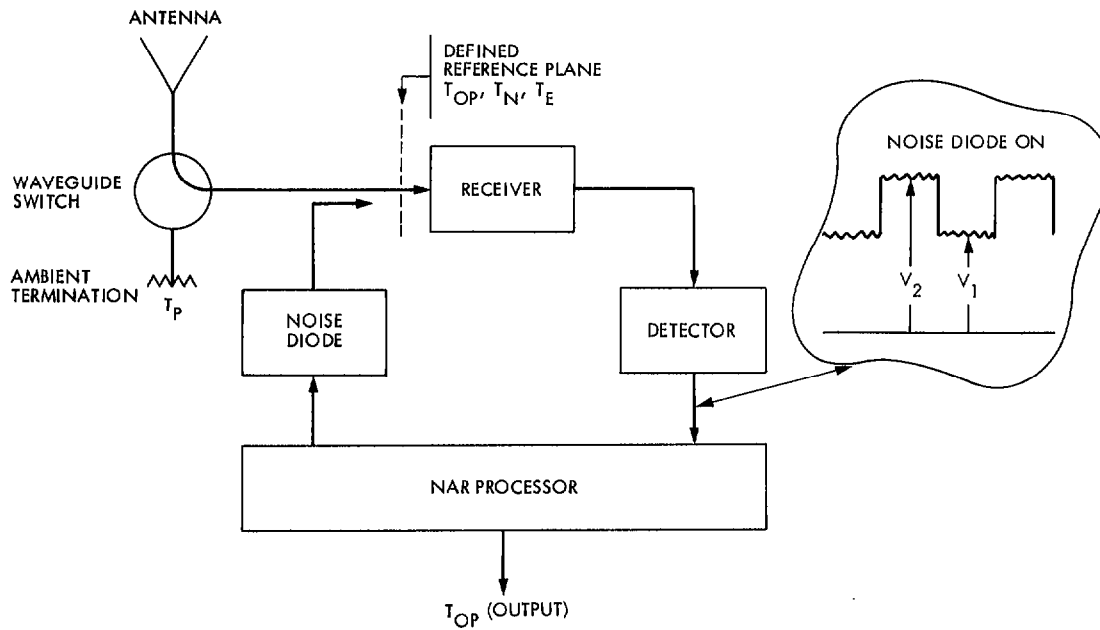 ANTENNA
DEFINED
REFERENCE PLANE
T_OP, T_N, T_E
NOISE DIODE ON
WAVEGUIDE
SWITCH
RECEIVER
AMBIENT
TERMINATION
T_P
NOISE
DIODE
DETECTOR
V_2
V_1
NAR PROCESSOR
T_OP (OUTPUT)